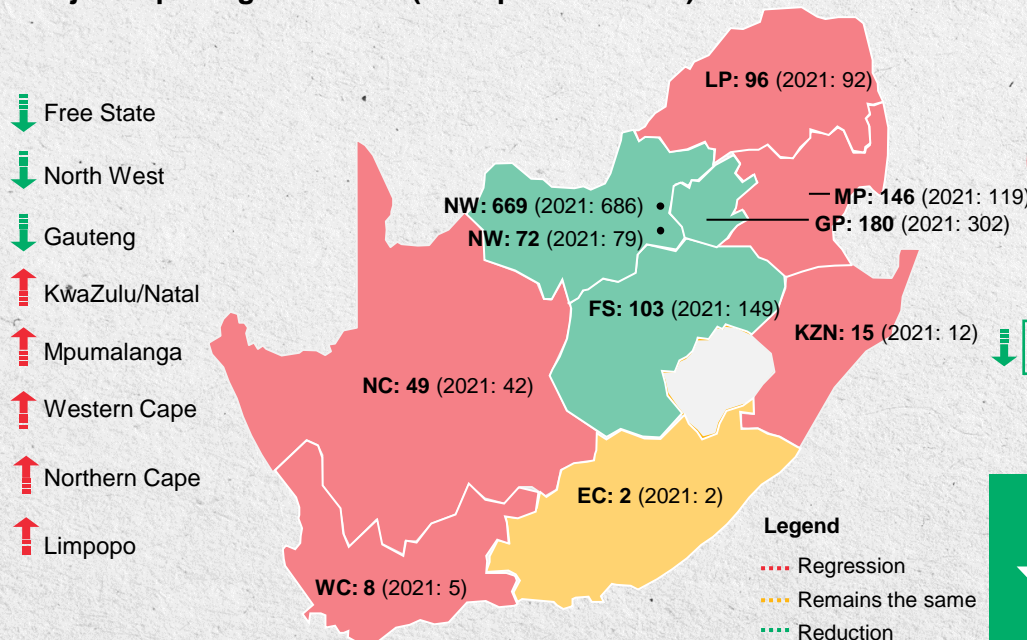 Free State
North West
Gauteng
KwaZulu/Natal
Mpumalanga
Western Cape
Northern Cape
Limpopo
LP: 96 (2021: 92)
MP: 146 (2021: 119)
GP: 180 (2021: 302)
NW: 669 (2021: 686)
NW: 72 (2021: 79)
FS: 103 (2021: 149)
KZN: 15 (2021: 12)
NC: 49 (2021: 42)
EC: 2 (2021: 2)
WC: 8 (2021: 5)
Legend
Regression
Remains the same
Reduction